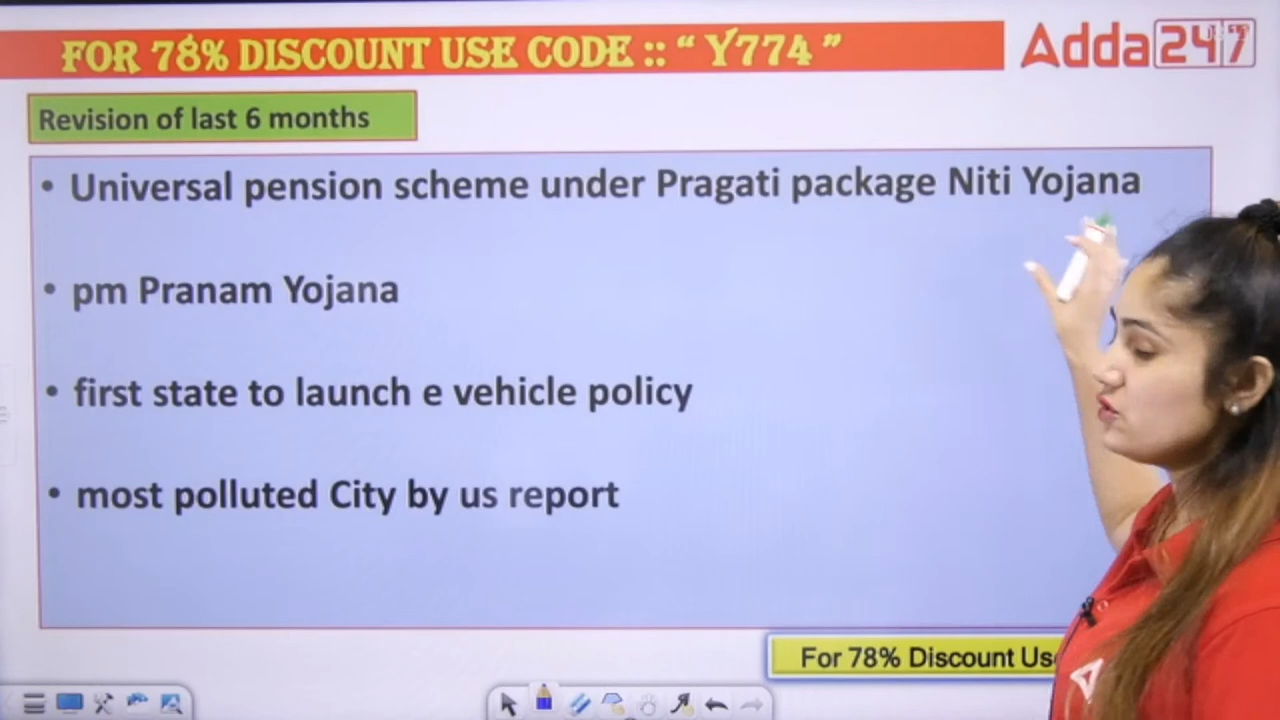 FOR 78% DISCOUNT USE CODE :: “ Y774 ”
Adda 247
Revision of last 6 months
• Universal pension scheme under Pragati package Niti Yojana
• pm Pranam Yojana
• first state to launch e vehicle policy
• most polluted City by us report
For 78% Discount Us